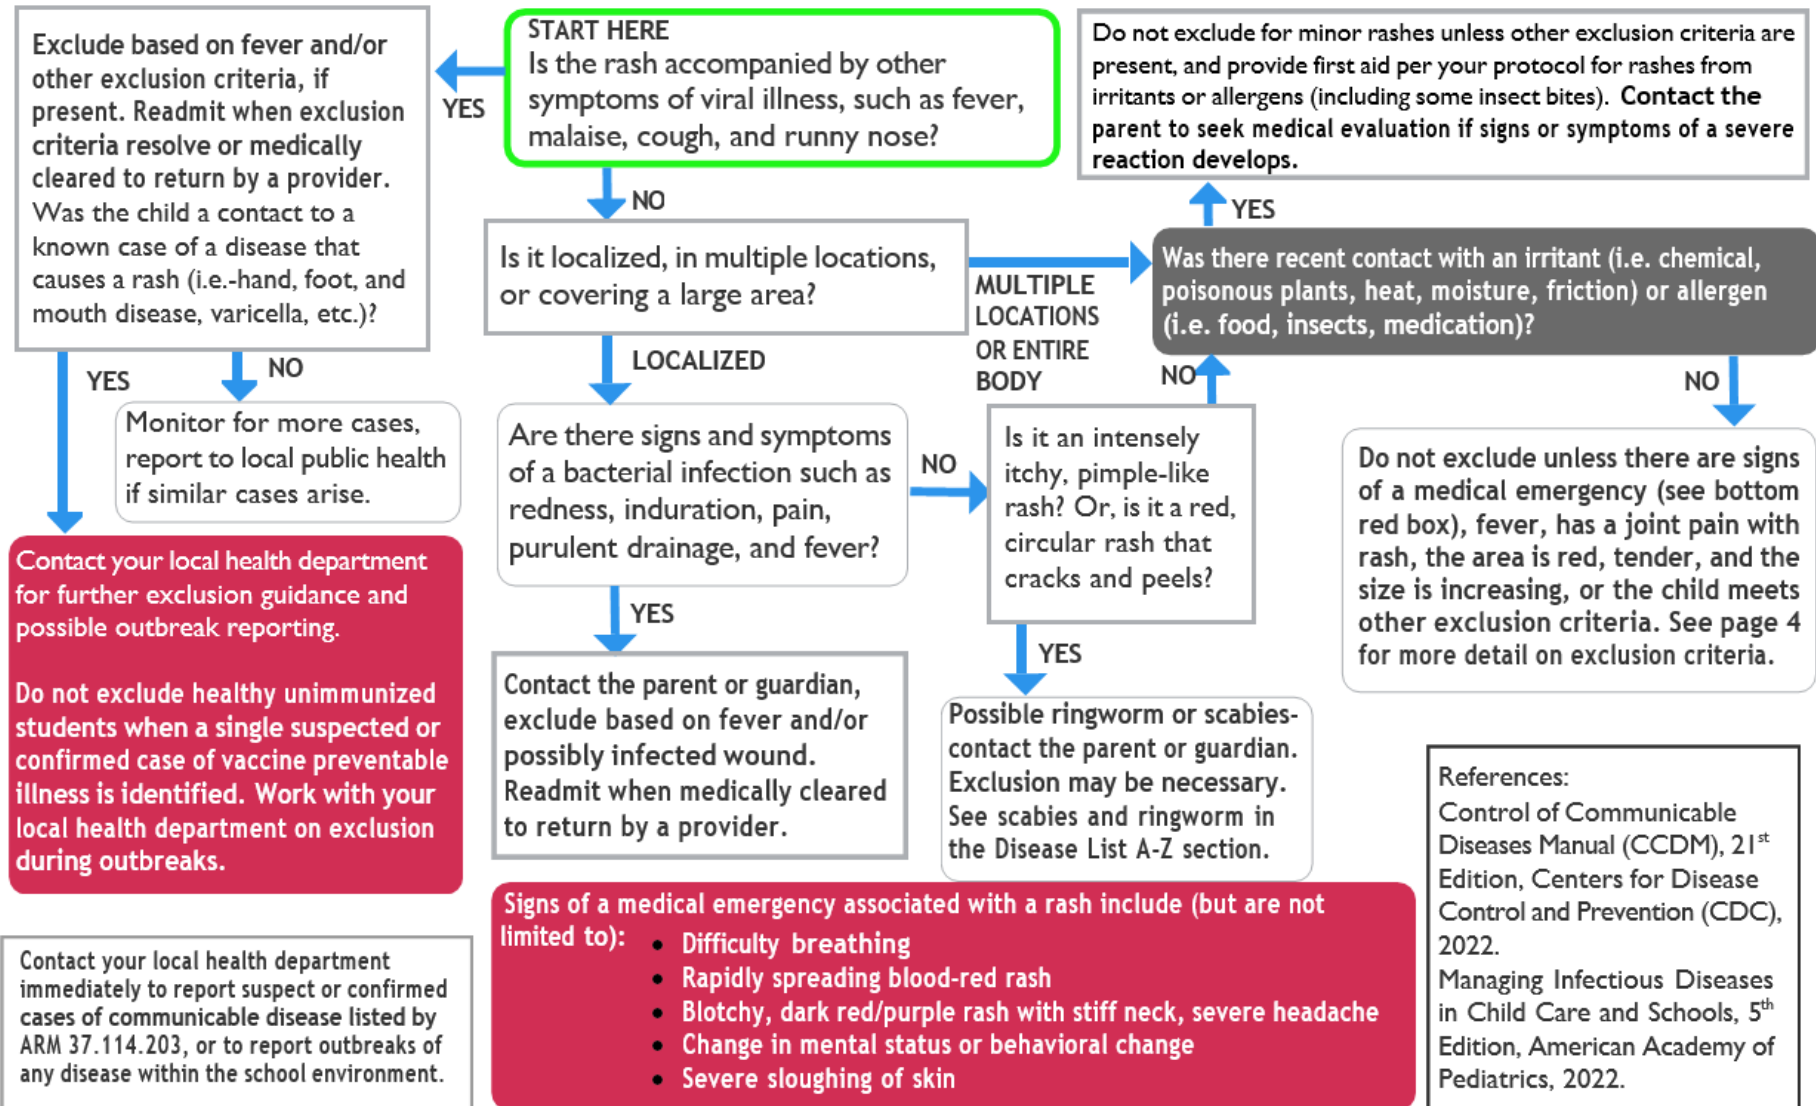 START HERE
Is the rash accompanied by other
symptoms of viral illness, such as fever,
malaise, cough, and runny nose?
YES
Exclude based on fever and/or
other exclusion criteria, if
present. Readmit when exclusion
criteria resolve or medically
cleared to return by a provider.
Was the child a contact to a
known case of a disease that
causes a rash (i.e.-hand, foot, and
mouth disease, varicella, etc.)?
YES
NO
Monitor for more cases,
report to local public health
if similar cases arise.
Contact your local health department
for further exclusion guidance and
possible outbreak reporting.
Do not exclude healthy unimmunized
students when a single suspected or
confirmed case of vaccine preventable
illness is identified. Work with your
local health department on exclusion
during outbreaks.
Contact your local health department
immediately to report suspect or confirmed
cases of communicable disease listed by
ARM 37.114.203, or to report outbreaks of
any disease within the school environment.
NO
Is it localized, in multiple locations,
or covering a large area?
LOCALIZED
MULTIPLE
LOCATIONS
OR ENTIRE
BODY
Are there signs and symptoms
of a bacterial infection such as
redness, induration, pain,
purulent drainage, and fever?
NO
YES
Contact the parent or guardian,
exclude based on fever and/or
possibly infected wound.
Readmit when medically cleared
to return by a provider.
Is it an intensely
itchy, pimple-like
rash? Or, is it a red,
circular rash that
cracks and peels?
NO
YES
Possible ringworm or scabies-
contact the parent or guardian.
Exclusion may be necessary.
See scabies and ringworm in
the Disease List A-Z section.
Do not exclude for minor rashes unless other exclusion criteria are
present, and provide first aid per your protocol for rashes from
irritants or allergens (including some insect bites). Contact the
parent to seek medical evaluation if signs or symptoms of a severe
reaction develops.
YES
Was there recent contact with an irritant (i.e. chemical,
poisonous plants, heat, moisture, friction) or allergen
(i.e. food, insects, medication)?
NO
Do not exclude unless there are signs
of a medical emergency (see bottom
red box), fever, has a joint pain with
rash, the area is red, tender, and the
size is increasing, or the child meets
other exclusion criteria. See page 4
for more detail on exclusion criteria.
Signs of a medical emergency associated with a rash include (but are not
limited to):
• Difficulty breathing
• Rapidly spreading blood-red rash
• Blotchy, dark red/purple rash with stiff neck, severe headache
• Change in mental status or behavioral change
• Severe sloughing of skin
References:
Control of Communicable
Diseases Manual (CCDM), 21st
Edition, Centers for Disease
Control and Prevention (CDC),
2022.
Managing Infectious Diseases
in Child Care and Schools, 5th
Edition, American Academy of
Pediatrics, 2022.